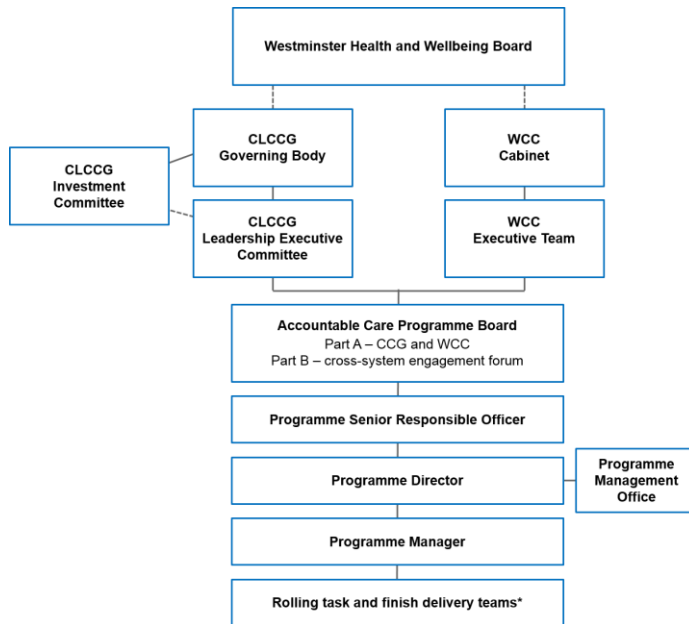 Westminster Health and Wellbeing Board
CLCCG
Governing Body
WCC
Cabinet
CLCCG
Investment
Committee
CLCCG
Leadership Executive
Committee
WCC
Executive Team
Accountable Care Programme Board
Part A – CCG and WCC
Part B – cross-system engagement forum
Programme Senior Responsible Officer
Programme Director
Programme
Management
Office
Programme Manager
Rolling task and finish delivery teams*